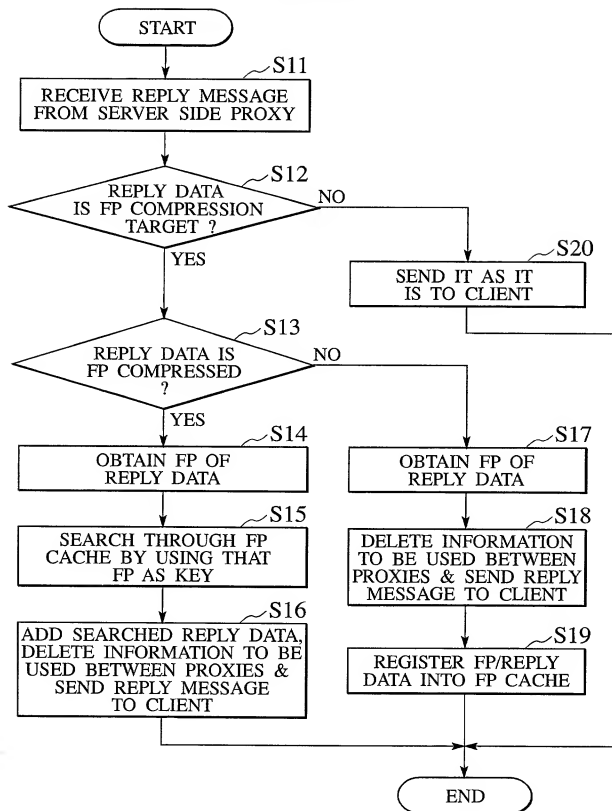 START
S11
RECEIVE REPLY MESSAGE
FROM SERVER SIDE PROXY
S12
REPLY DATA
IS FP COMPRESSION
TARGET ?
NO
YES
S20
SEND IT AS IT
IS TO CLIENT
S13
REPLY DATA IS
FP COMPRESSED
?
NO
YES
S14
OBTAIN FP OF
REPLY DATA
S15
SEARCH THROUGH FP
CACHE BY USING THAT
FP AS KEY
S16
ADD SEARCHED REPLY DATA,
DELETE INFORMATION TO BE
USED BETWEEN PROXIES &
SEND REPLY MESSAGE
TO CLIENT
S17
OBTAIN FP OF
REPLY DATA
S18
DELETE INFORMATION
TO BE USED BETWEEN
PROXIES & SEND REPLY
MESSAGE TO CLIENT
S19
REGISTER FP/REPLY
DATA INTO FP CACHE
END